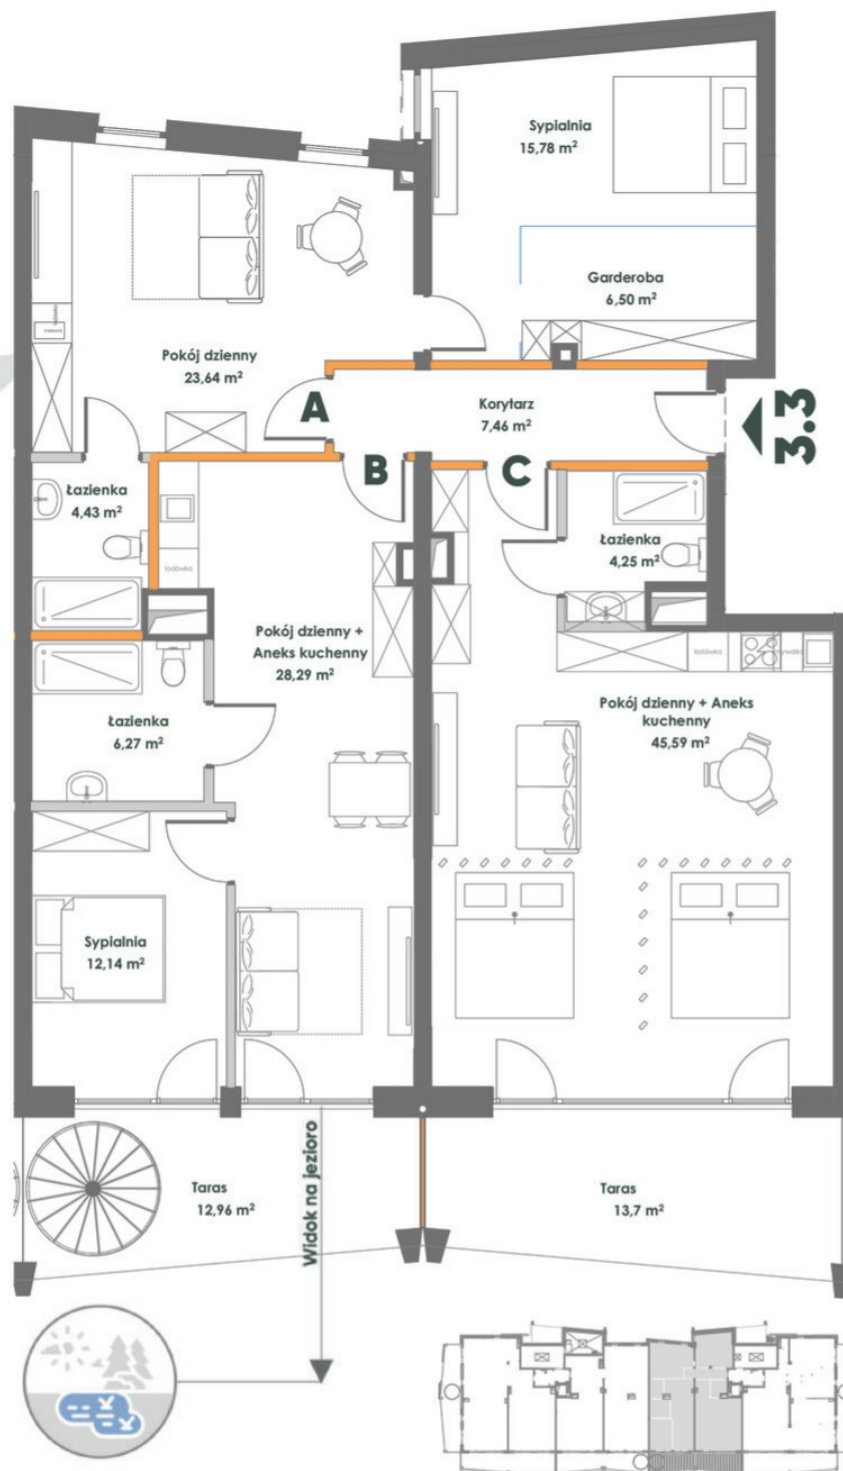 Sypialnia
15,78 m²
Garderoba
6,50 m²
Pokój dzienny
23,64 m²
A
Korytarz
7,46 m²
3.3
B
C
Łazienka
4,43 m²
lodówka
Łazienka
4,25 m²
Pokój dzienny +
Aneks kuchenny
28,29 m²
lodówka
Łazienka
6,27 m²
Pokój dzienny + Aneks
kuchenny
45,59 m²
Sypialnia
12,14 m²
Taras
12,96 m²
Widok na jezioro
Taras
13,7 m²